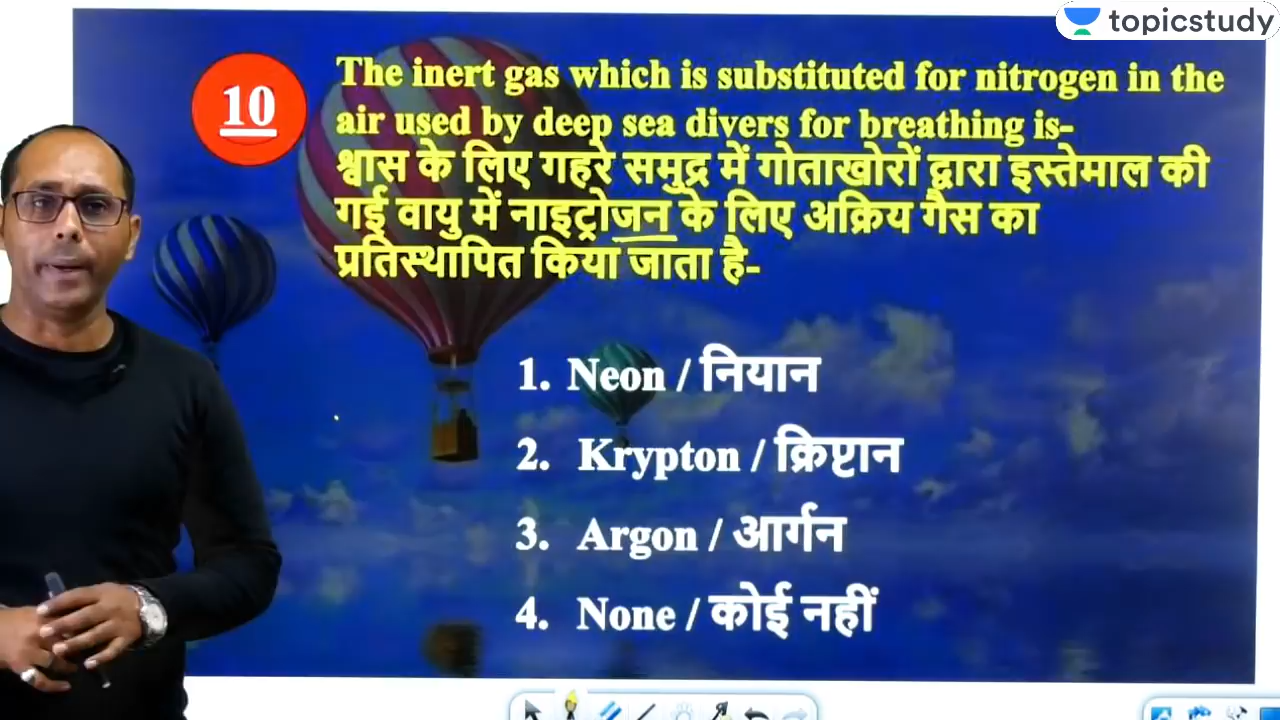 topicstudy
10
The inert gas which is substituted for nitrogen in the
air used by deep sea divers for breathing is-
श्वास के लिए गहरे समुद्र में गोताखोरों द्वारा इस्तेमाल की
गई वायु में नाइट्रोजन के लिए अक्रिय गैस का
प्रतिस्थापित किया जाता है-
1. Neon / नियान
2. Krypton / क्रिप्टान
3. Argon / आर्गन
4. None / कोई नहीं